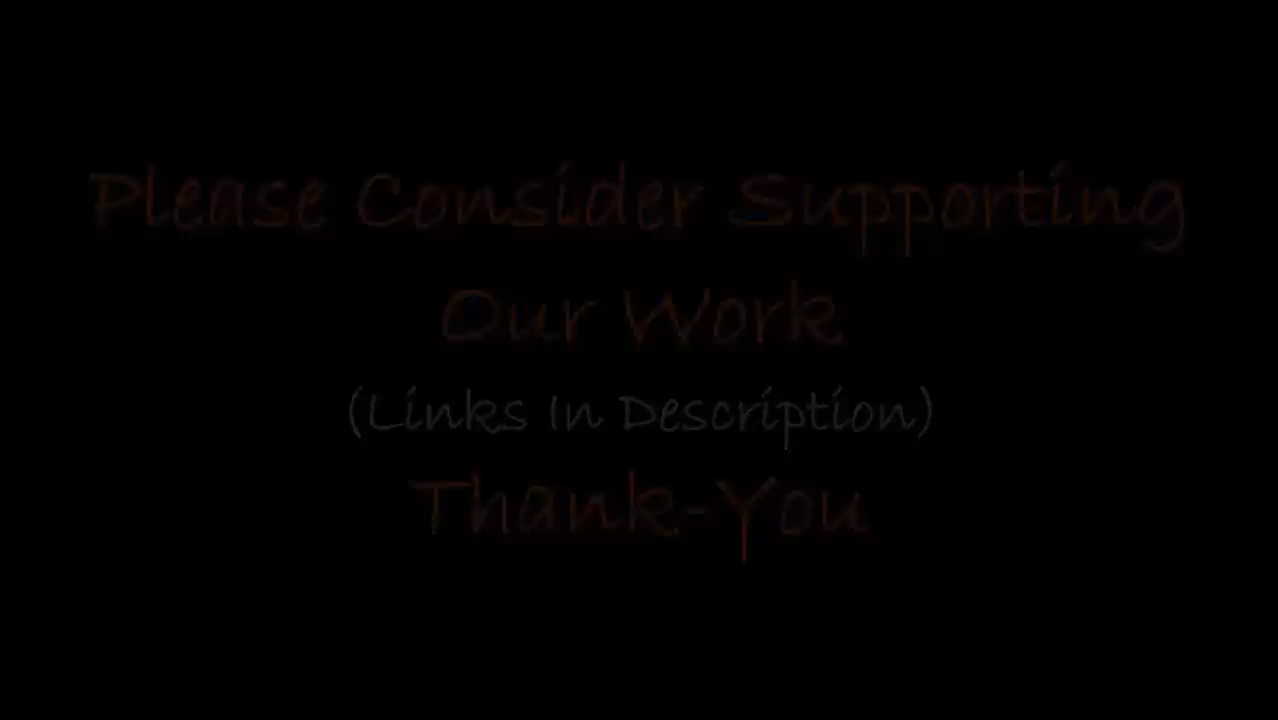 Please Consider Supporting
Our Work
(Links In Description)
Thank-You